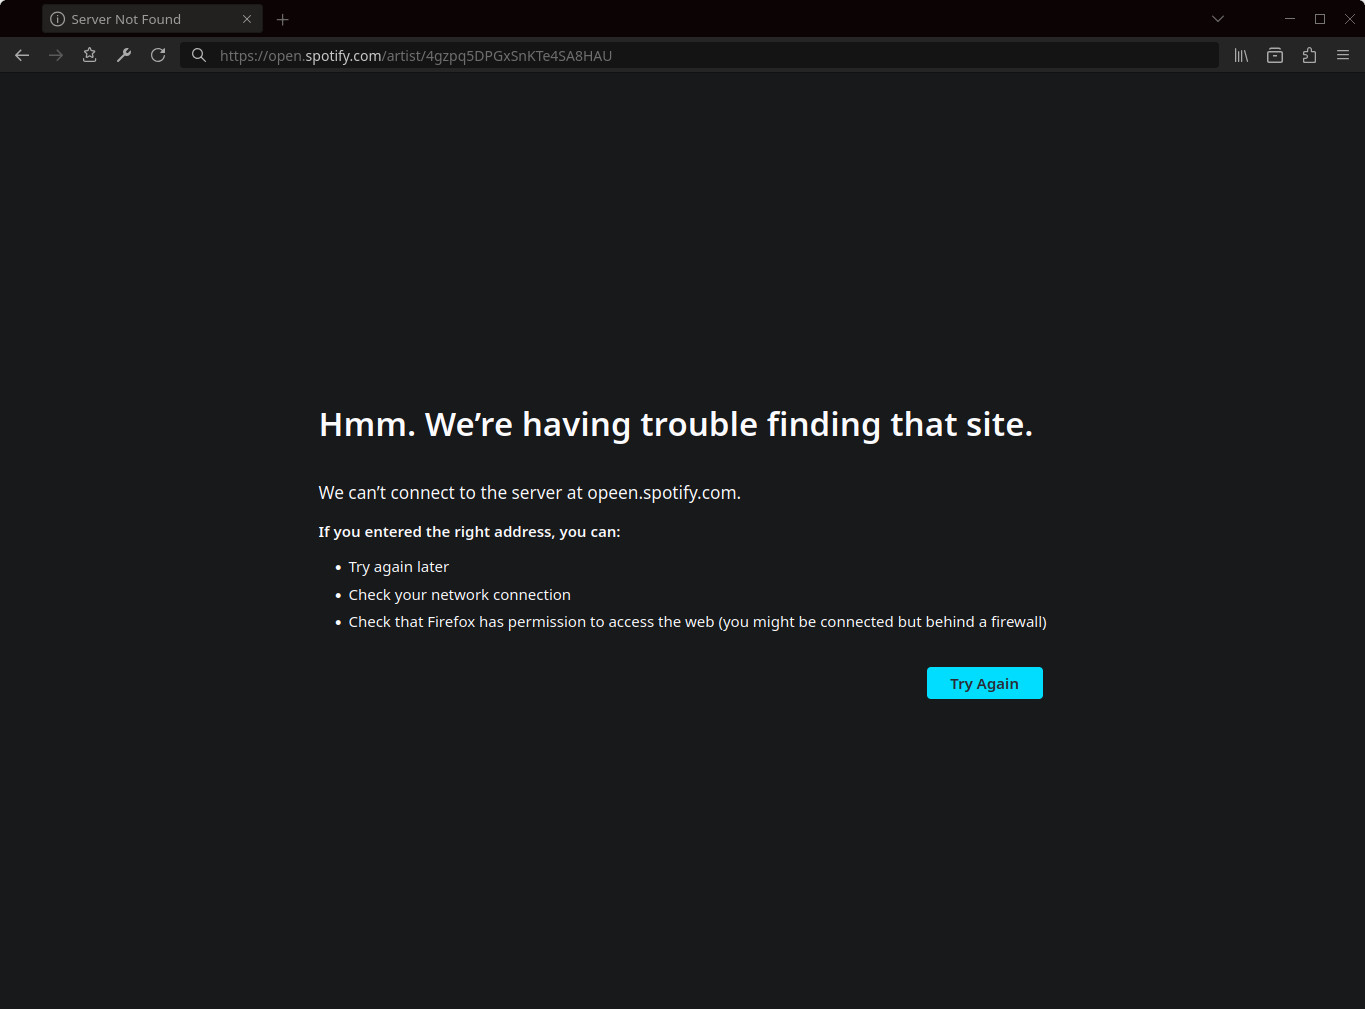 Server Not Found
https://open.spotify.com/artist/4gzpq5DPGxSnKTe4SA8HAU
Hmm. We’re having trouble finding that site.
We can’t connect to the server at opeen.spotify.com.
If you entered the right address, you can:
• Try again later
• Check your network connection
• Check that Firefox has permission to access the web (you might be connected but behind a firewall)
Try Again